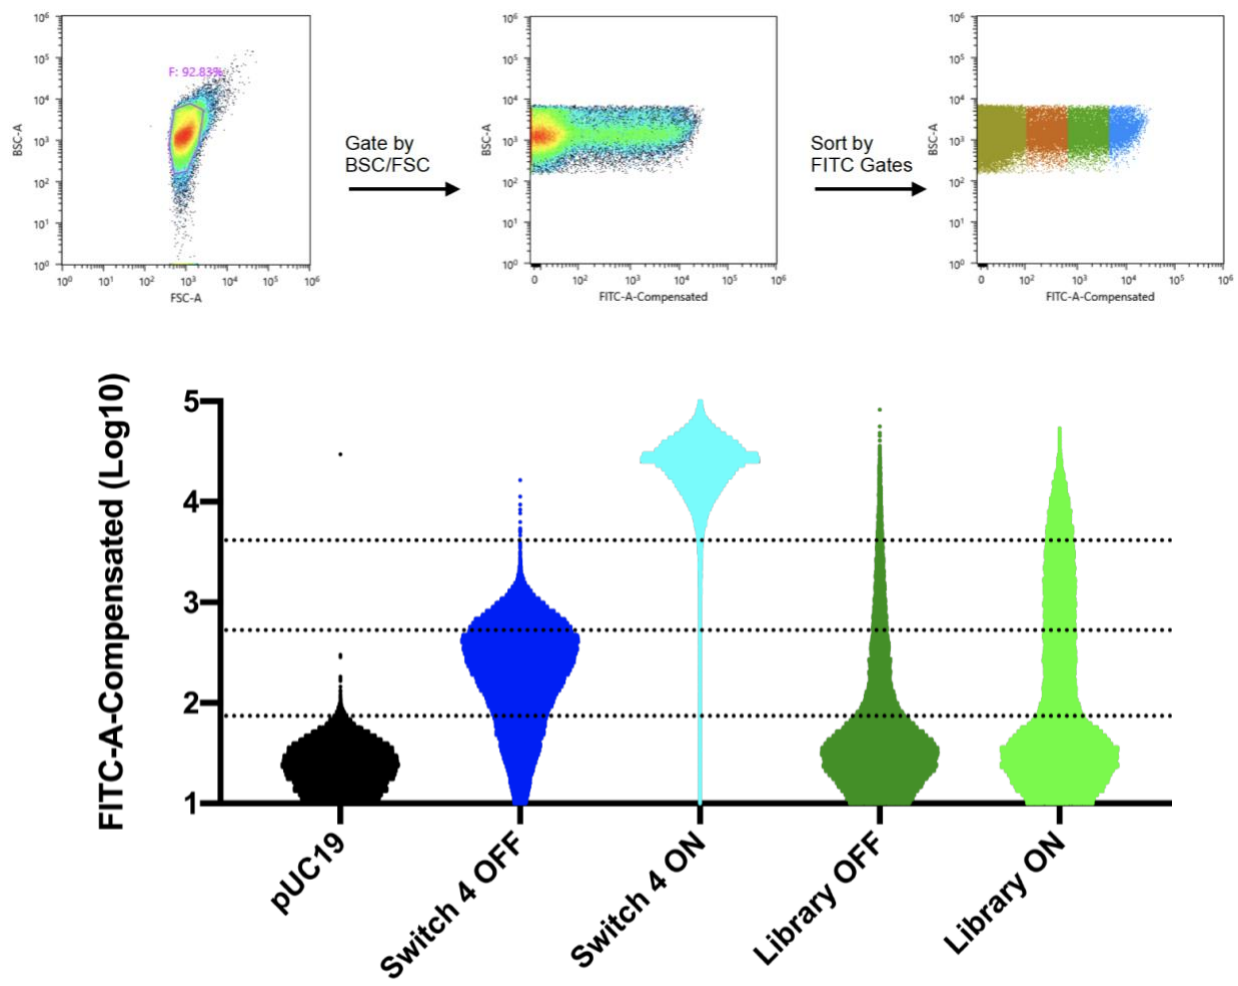 F: 92.83%
BSC-A
10⁶
10⁵
10⁴
10³
10²
10¹
10⁰
10⁰ 10¹ 10² 10³ 10⁴ 10⁵ 10⁶
FSC-A
Gate by
BSC/FSC
BSC-A
10⁶
10⁵
10⁴
10³
10²
10¹
10⁰
0 10² 10³ 10⁴ 10⁵ 10⁶
FITC-A-Compensated
Sort by
FITC Gates
BSC-A
10⁶
10⁵
10⁴
10³
10²
10¹
10⁰
0 10² 10³ 10⁴ 10⁵ 10⁶
FITC-A-Compensated
FITC-A-Compensated (Log10)
5
4
3
2
1
pUC19
Switch 4 OFF
Switch 4 ON
Library OFF
Library ON